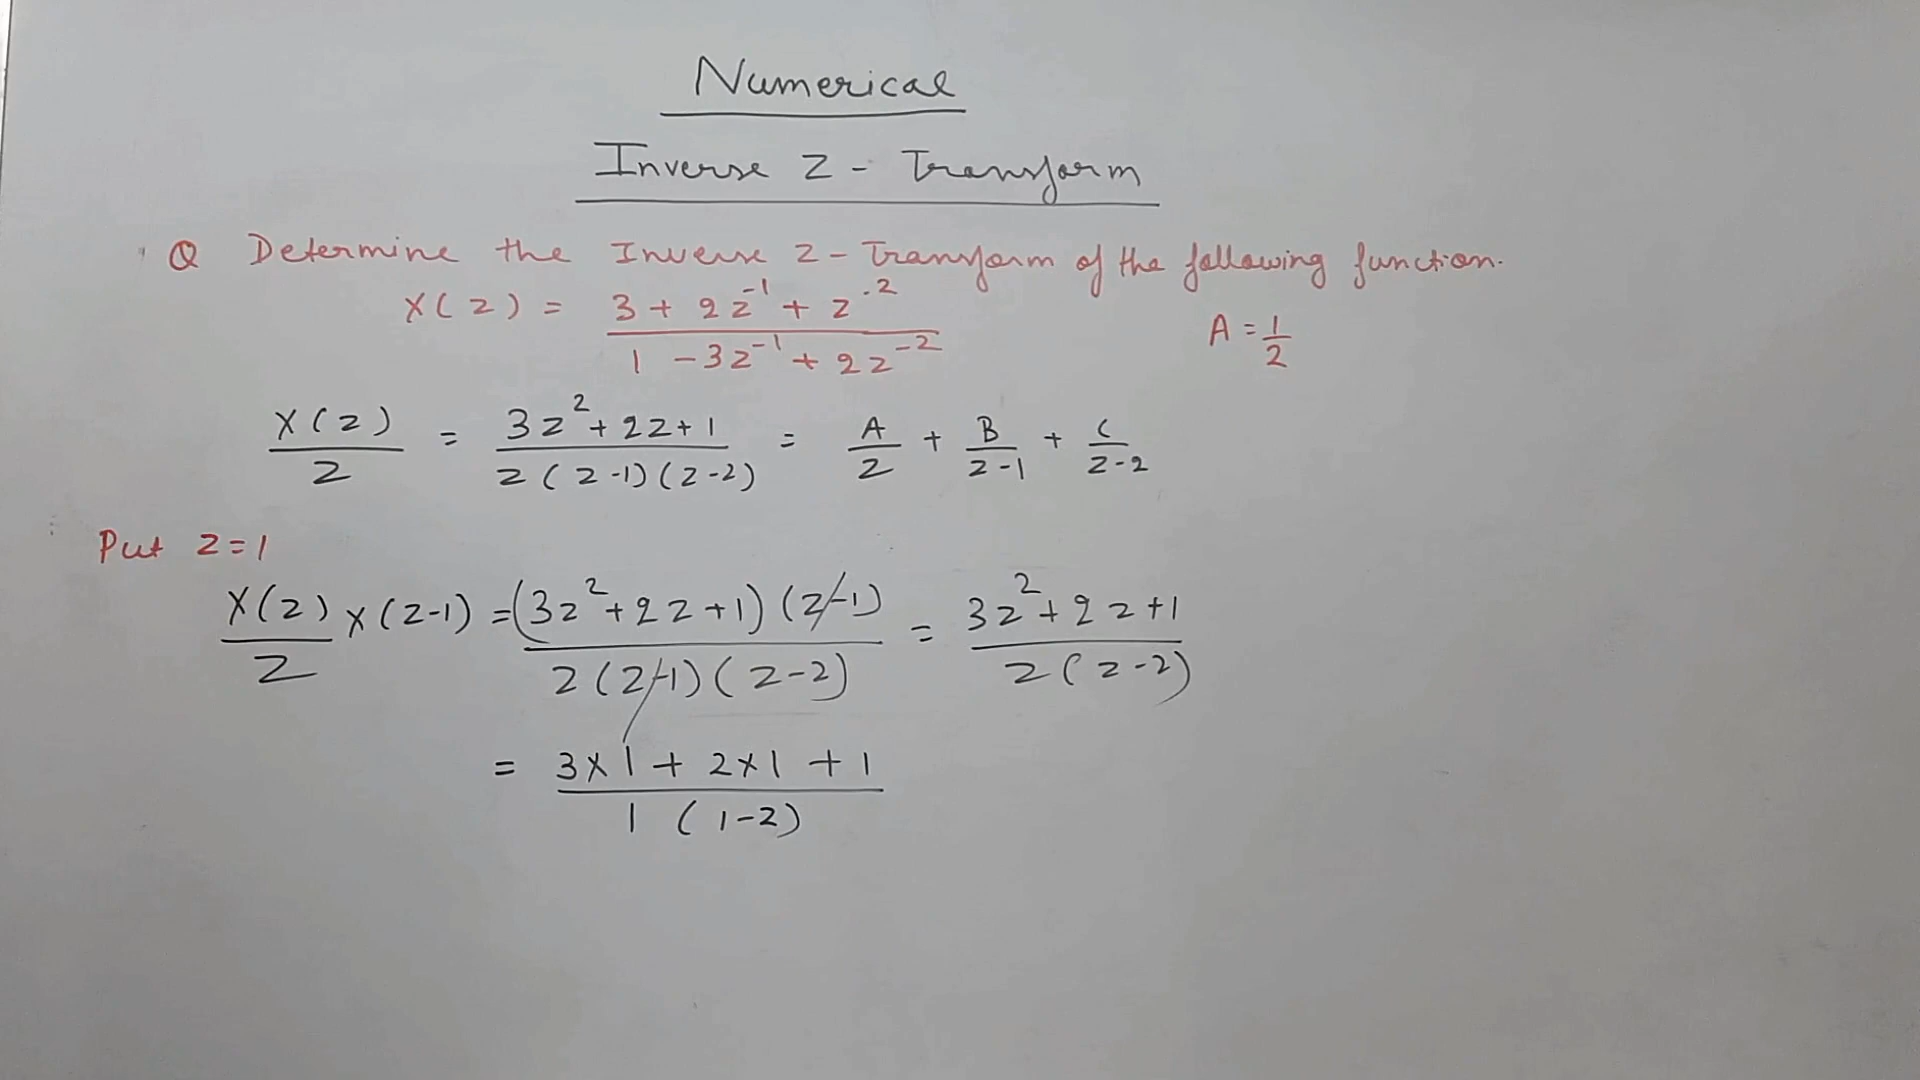 Numerical
Inverse Z - Transform
Q Determine the Inverse Z - Transform of the following function.
X(z) = (3 + 2z⁻¹ + z⁻²) / (1 - 3z⁻¹ + 2z⁻²)
A = 1/2
X(z)/z = (3z² + 2z + 1) / (z(z-1)(z-2)) = A/z + B/(z-1) + C/(z-2)
Put z=1
X(z)/z × (z-1) = (3z² + 2z + 1)(z-1) / (z(z-1)(z-2)) = (3z² + 2z + 1) / (z(z-2))
= (3×1 + 2×1 + 1) / (1(1-2))